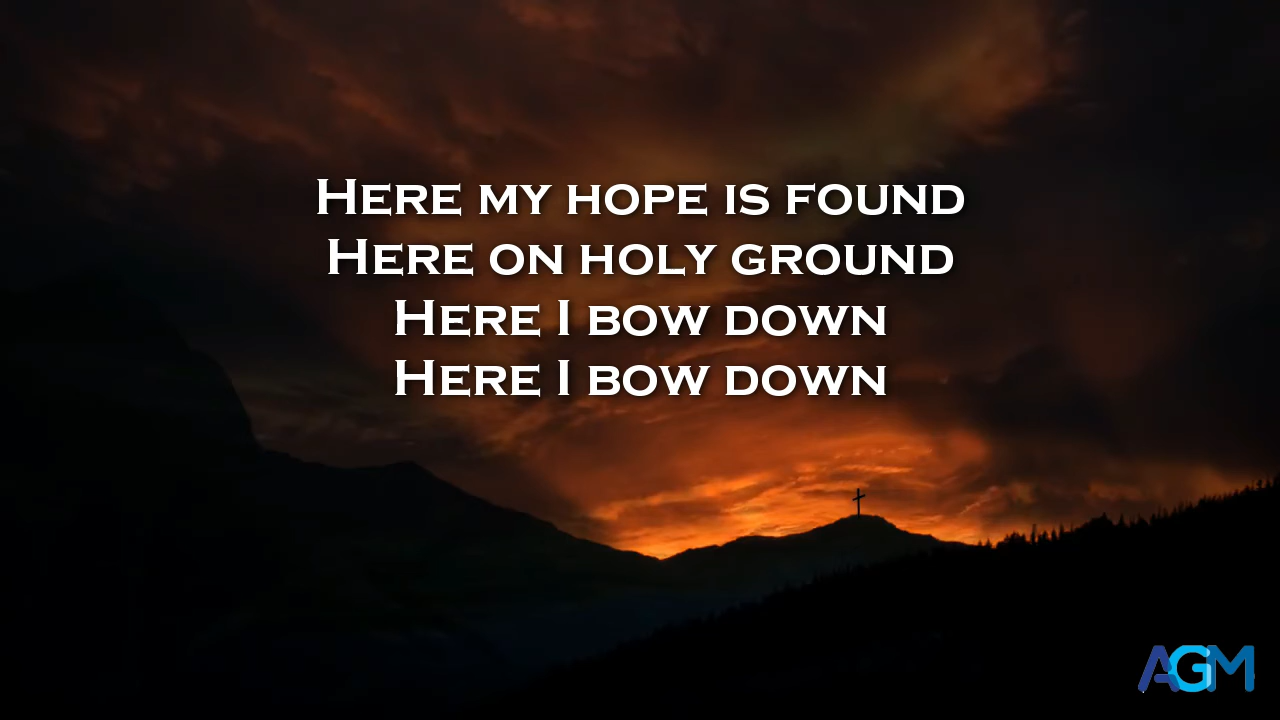 Here my hope is found
Here on holy ground
Here I bow down
Here I bow down
AGM